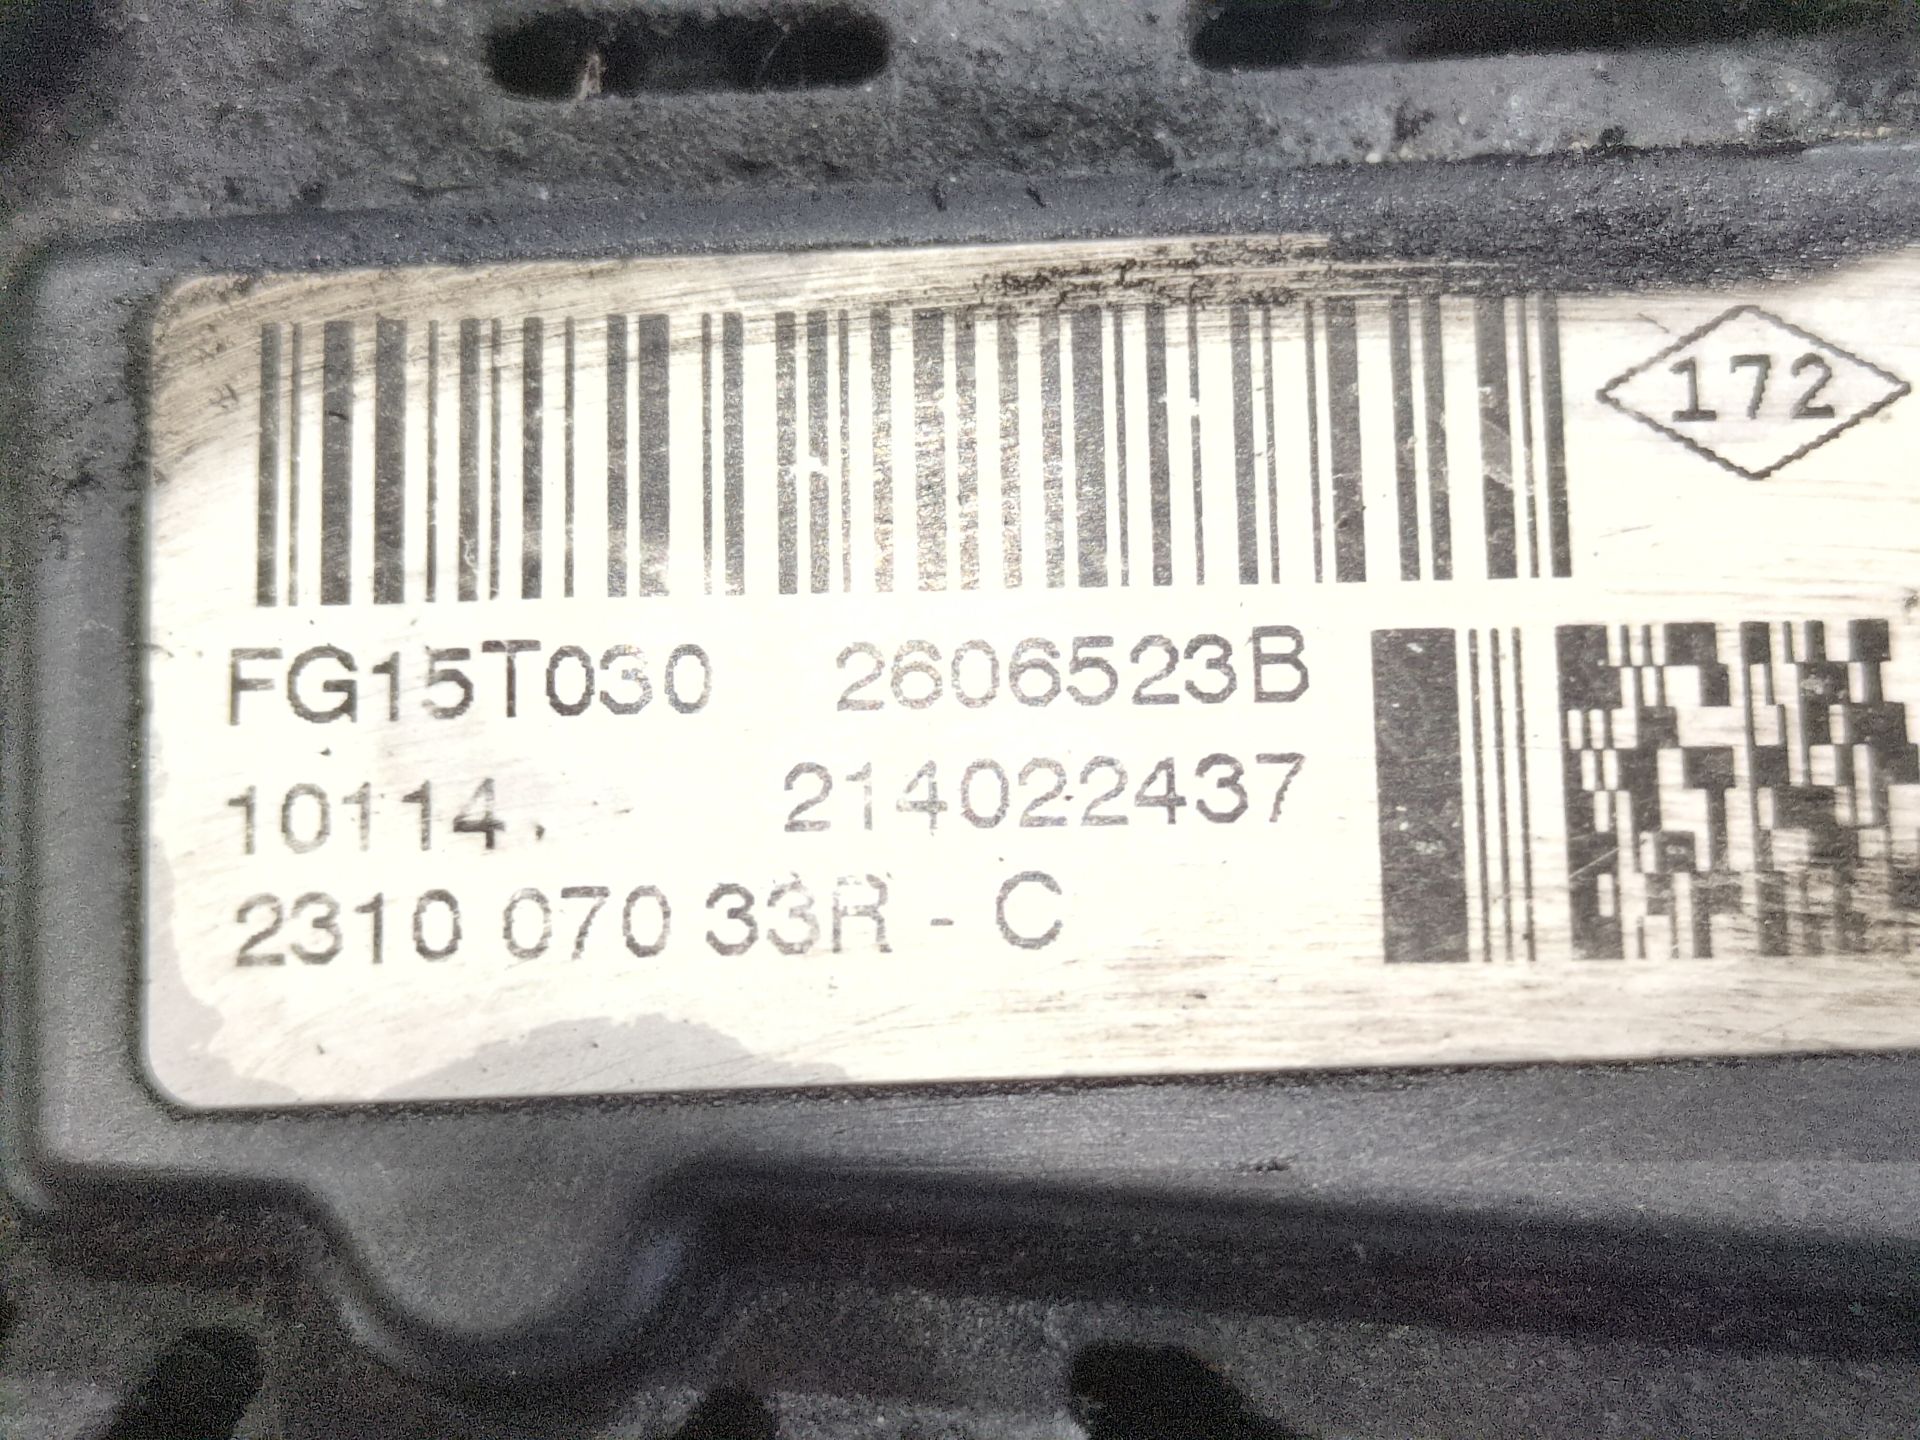 172
FG15T030 2606523B
10114. 214022437
2310 070 33R - C